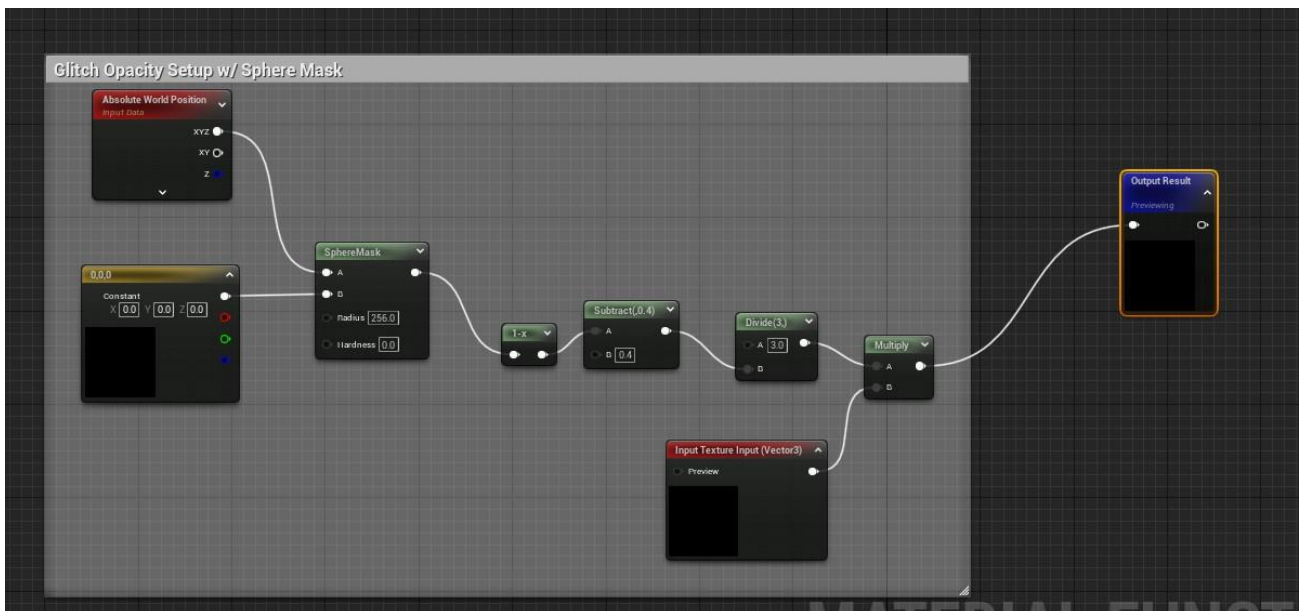 Glitch Opacity Setup w/ Sphere Mask
Absolute World Position
Input Data
XYZ
XY
Z
0,0,0
Constant
X 0.0 Y 0.0 Z 0.0
SphereMask
A
B
Radius 256.0
Hardness 0.0
1-x
Subtract(,0.4)
A
B 0.4
Divide(3,)
A 3.0
B
Multiply
A
B
Input Texture Input (Vector3)
Preview
Output Result
Previewing
MATERIAL FUNCT